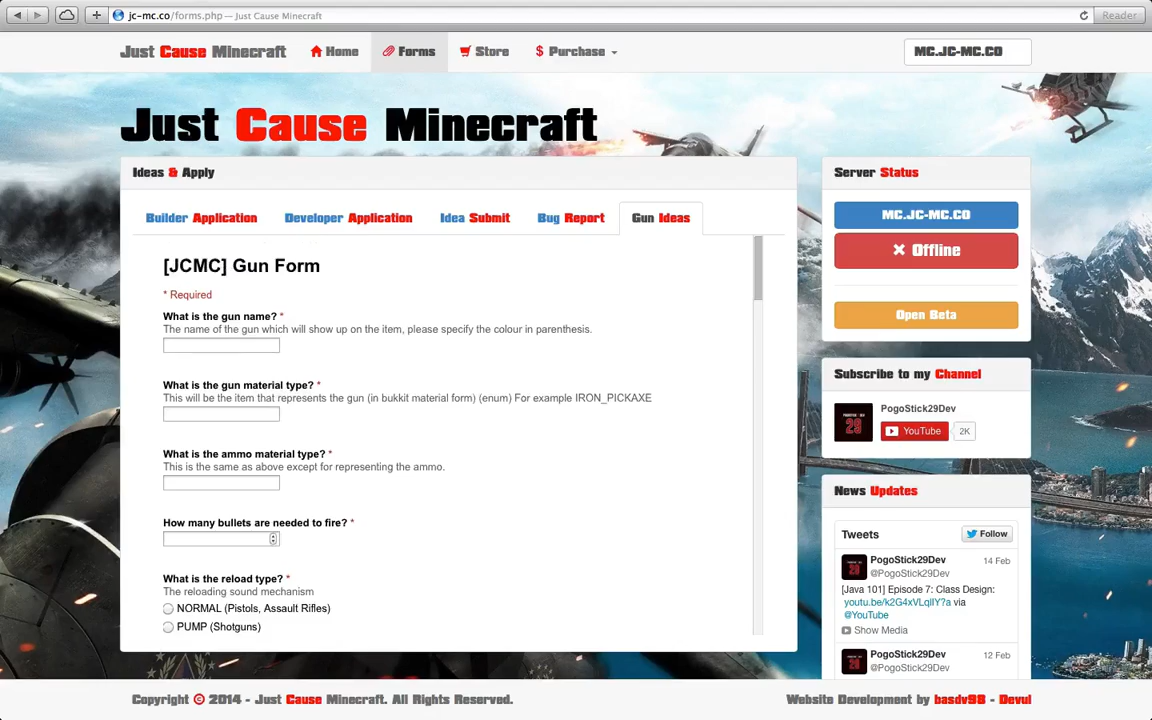 jc-mc.co/forms.php — Just Cause Minecraft
Reader
Just Cause Minecraft
Home
Forms
Store
$ Purchase
MC.JC-MC.CO
Just Cause Minecraft
Ideas & Apply
Builder Application
Developer Application
Idea Submit
Bug Report
Gun Ideas
[JCMC] Gun Form
* Required
What is the gun name? *
The name of the gun which will show up on the item, please specify the colour in parenthesis.
What is the gun material type? *
This will be the item that represents the gun (in bukkit material form) (enum) For example IRON_PICKAXE
What is the ammo material type? *
This is the same as above except for representing the ammo.
How many bullets are needed to fire? *
What is the reload type? *
The reloading sound mechanism
NORMAL (Pistols, Assault Rifles)
PUMP (Shotguns)
Server Status
MC.JC-MC.CO
Offline
Open Beta
Subscribe to my Channel
PogoStick29Dev
YouTube
2K
News Updates
Tweets
Follow
PogoStick29Dev
14 Feb
@PogoStick29Dev
[Java 101] Episode 7: Class Design:
youtu.be/k2G4xVLqlIY?a via
@YouTube
Show Media
PogoStick29Dev
12 Feb
@PogoStick29Dev
Copyright © 2014 - Just Cause Minecraft. All Rights Reserved.
Website Development by basdv98 - Devul